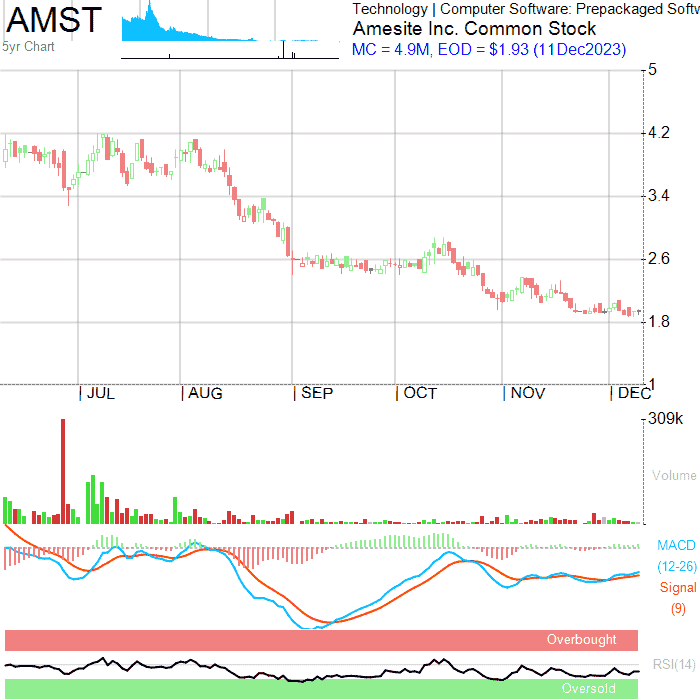 AMST
5yr Chart
Technology | Computer Software: Prepackaged Softw
Amesite Inc. Common Stock
MC = 4.9M, EOD = $1.93 (11Dec2023)
5
4.2
3.4
2.6
1.8
1
JUL AUG SEP OCT NOV DEC
309k
Volume
MACD
(12-26)
Signal
(9)
Overbought
RSI(14)
Oversold